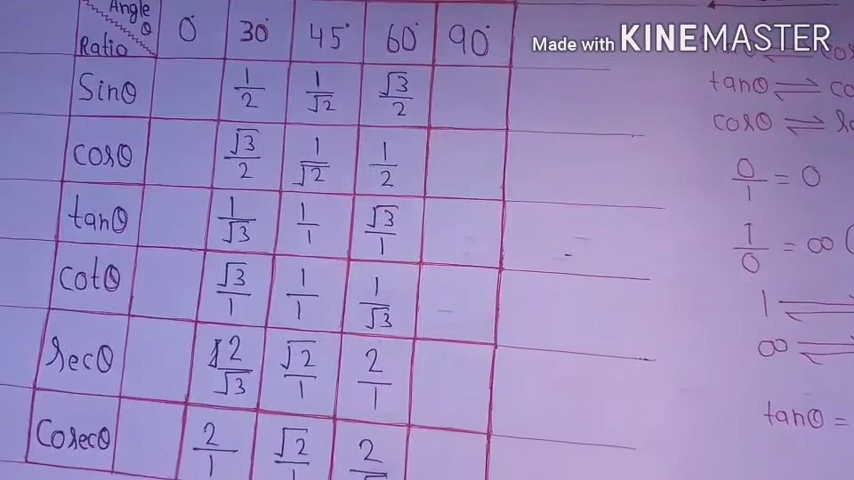 Angle θ
Ratio
0° 30° 45° 60° 90°
Made with KINEMASTER
Sinθ 1/2 1/√2 √3/2
cosθ √3/2 1/√2 1/2
tanθ 1/√3 1/1 √3/1
cotθ √3/1 1/1 1/√3
secθ 2/√3 √2/1 2/1
Cosecθ 2/1 √2/1 2/
tanθ ⇌ co
cosθ ⇌
0/1 = 0
1/0 = ∞ (
1 ⇌
∞ ⇌
tanθ =